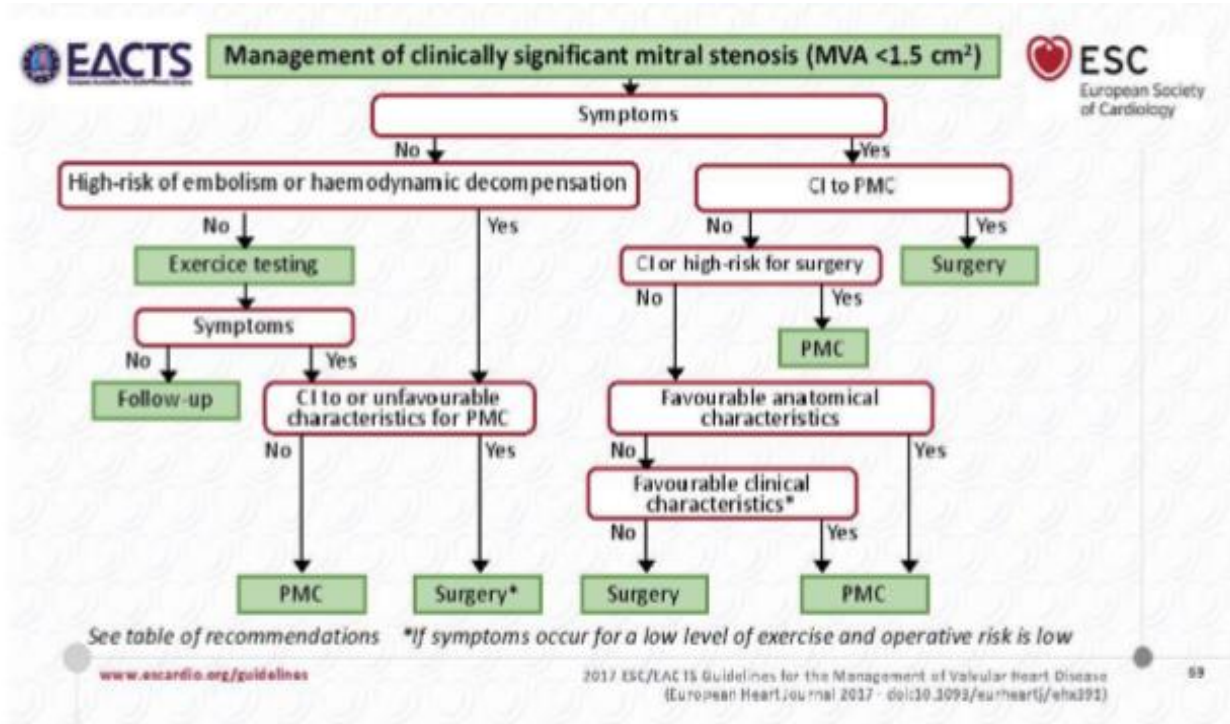 EACTS
Management of clinically significant mitral stenosis (MVA <1.5 cm²)
ESC
European Society
of Cardiology
Symptoms
No
Yes
High-risk of embolism or haemodynamic decompensation
CI to PMC
No
Yes
No
Yes
Exercice testing
CI or high-risk for surgery
Surgery
No
Yes
Symptoms
PMC
No
Yes
Follow-up
CI to or unfavourable
characteristics for PMC
Favourable anatomical
characteristics
No
Yes
No
Yes
Favourable clinical
characteristics*
No
Yes
PMC
Surgery*
Surgery
PMC
See table of recommendations *If symptoms occur for a low level of exercise and operative risk is low
www.escardio.org/guidelines
2017 ESC/EACTS Guidelines for the Management of Valvular Heart Disease
(European Heart Journal 2017 - doi:10.1093/eurheartj/ehx391)
69